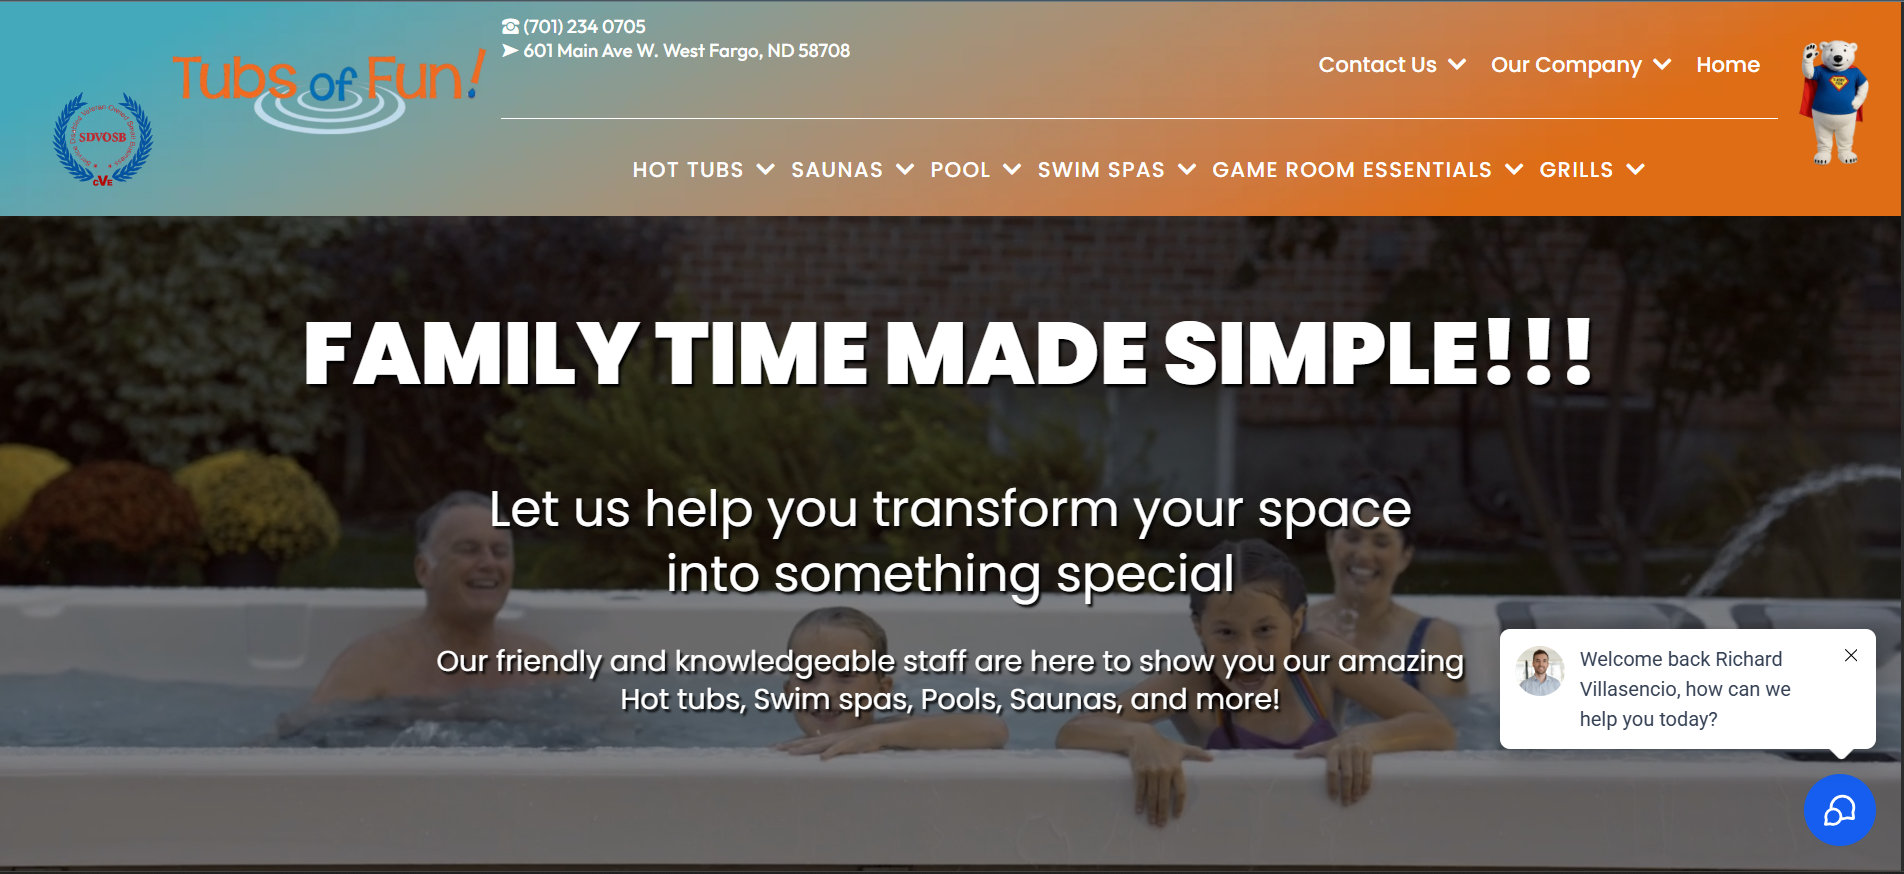 ☎ (701) 234 0705
➤ 601 Main Ave W. West Fargo, ND 58708
Tubs of Fun!
Contact Us
Our Company
Home
SDVOSB
CVE
HOT TUBS
SAUNAS
POOL
SWIM SPAS
GAME ROOM ESSENTIALS
GRILLS
FAMILY TIME MADE SIMPLE!!!
Let us help you transform your space
into something special
Our friendly and knowledgeable staff are here to show you our amazing
Hot tubs, Swim spas, Pools, Saunas, and more!
Welcome back Richard
Villasencio, how can we
help you today?